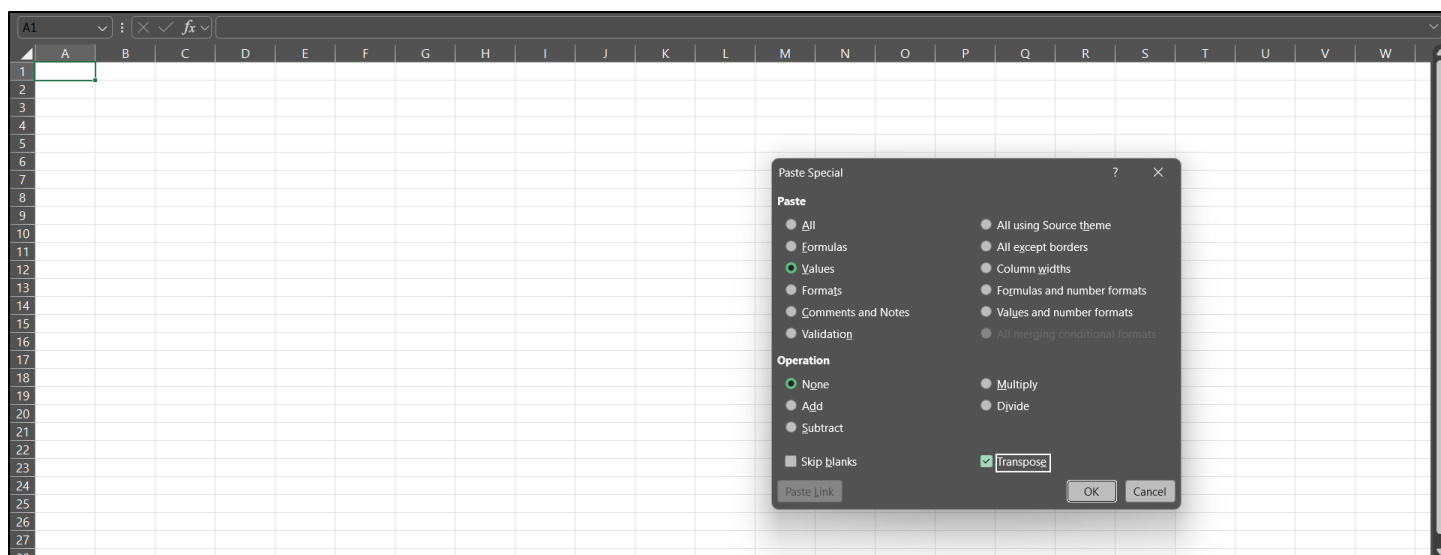 A1 fx
A B C D E F G H I J K L M N O P Q R S T U V W
1
2
3
4
5
6
7
8
9
10
11
12
13
14
15
16
17
18
19
20
21
22
23
24
25
26
27
Paste Special ?
Paste
All All using Source theme
Formulas All except borders
Values Column widths
Formats Formulas and number formats
Comments and Notes Values and number formats
Validation All merging conditional formats
Operation
None Multiply
Add Divide
Subtract
Skip blanks Transpose
Paste Link OK Cancel